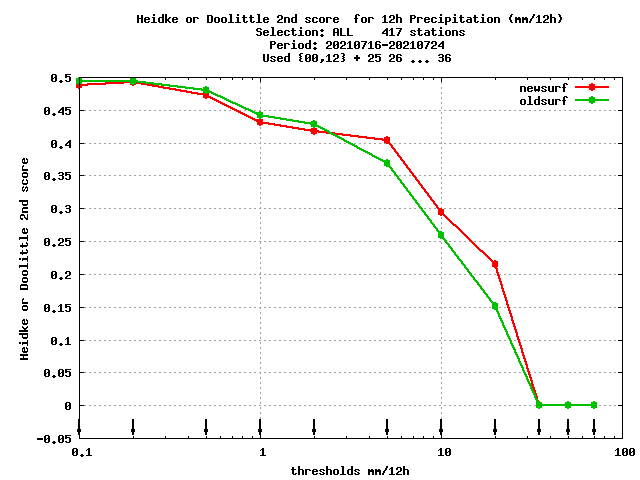 Heidke or Doolittle 2nd score  for 12h Precipitation (mm/12h)
Selection: ALL    417 stations
Period: 20210716-20210724
Used {00,12} + 25 26 ... 36
newsurf
oldsurf
Heidke or Doolittle 2nd score
0.5
0.45
0.4
0.35
0.3
0.25
0.2
0.15
0.1
0.05
0
-0.05
0.1
1
10
100
thresholds mm/12h